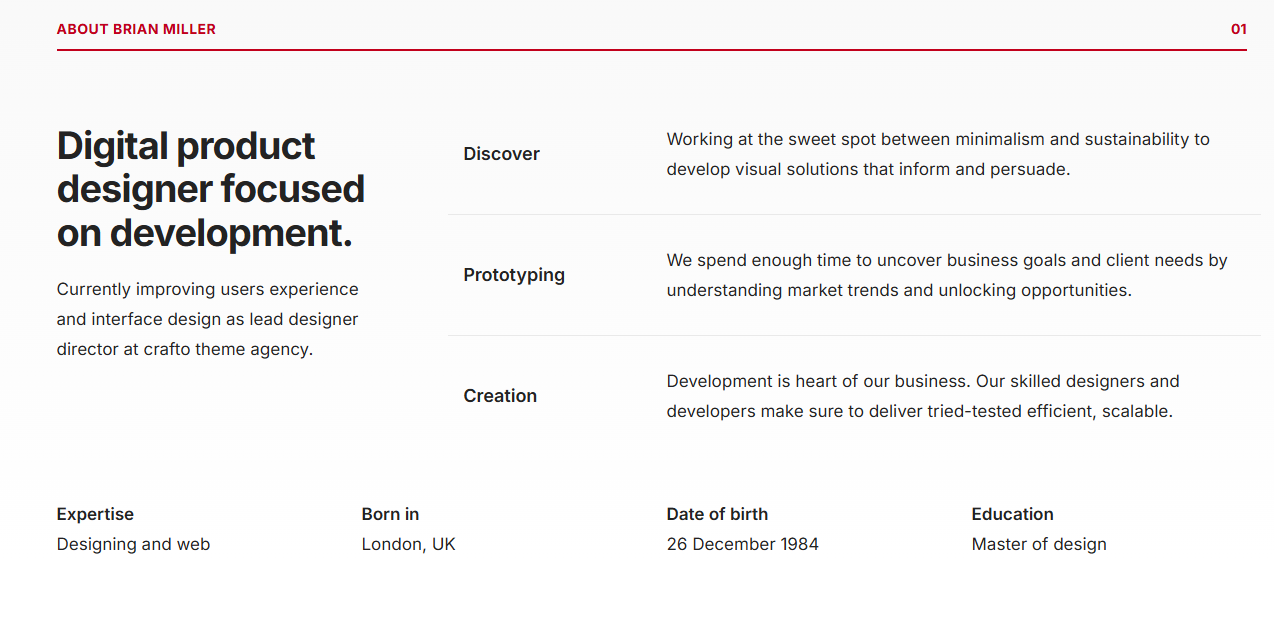 ABOUT BRIAN MILLER
01
Digital product
designer focused
on development.
Currently improving users experience
and interface design as lead designer
director at crafto theme agency.
Discover
Working at the sweet spot between minimalism and sustainability to
develop visual solutions that inform and persuade.
Prototyping
We spend enough time to uncover business goals and client needs by
understanding market trends and unlocking opportunities.
Creation
Development is heart of our business. Our skilled designers and
developers make sure to deliver tried-tested efficient, scalable.
Expertise
Designing and web
Born in
London, UK
Date of birth
26 December 1984
Education
Master of design